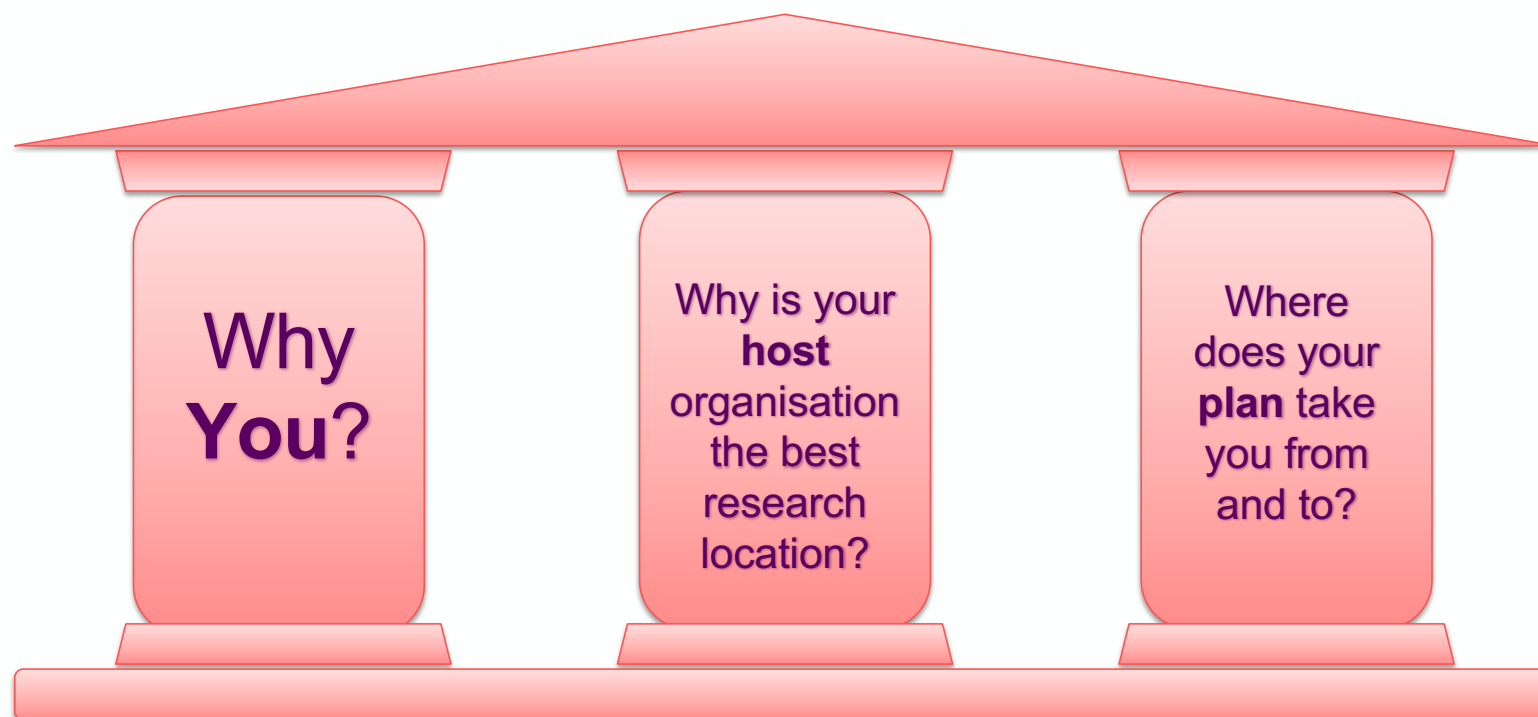 Why
You?
Why is your
host
organisation
the best
research
location?
Where
does your
plan take
you from
and to?